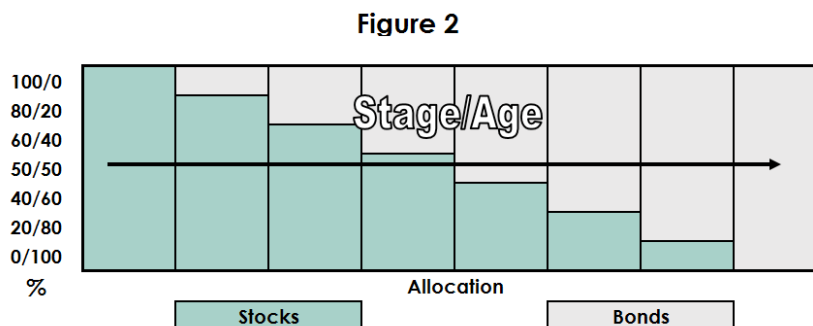 Figure 2
100/0
80/20
Stage/Age
60/40
50/50
40/60
20/80
0/100
% Allocation
Stocks Bonds